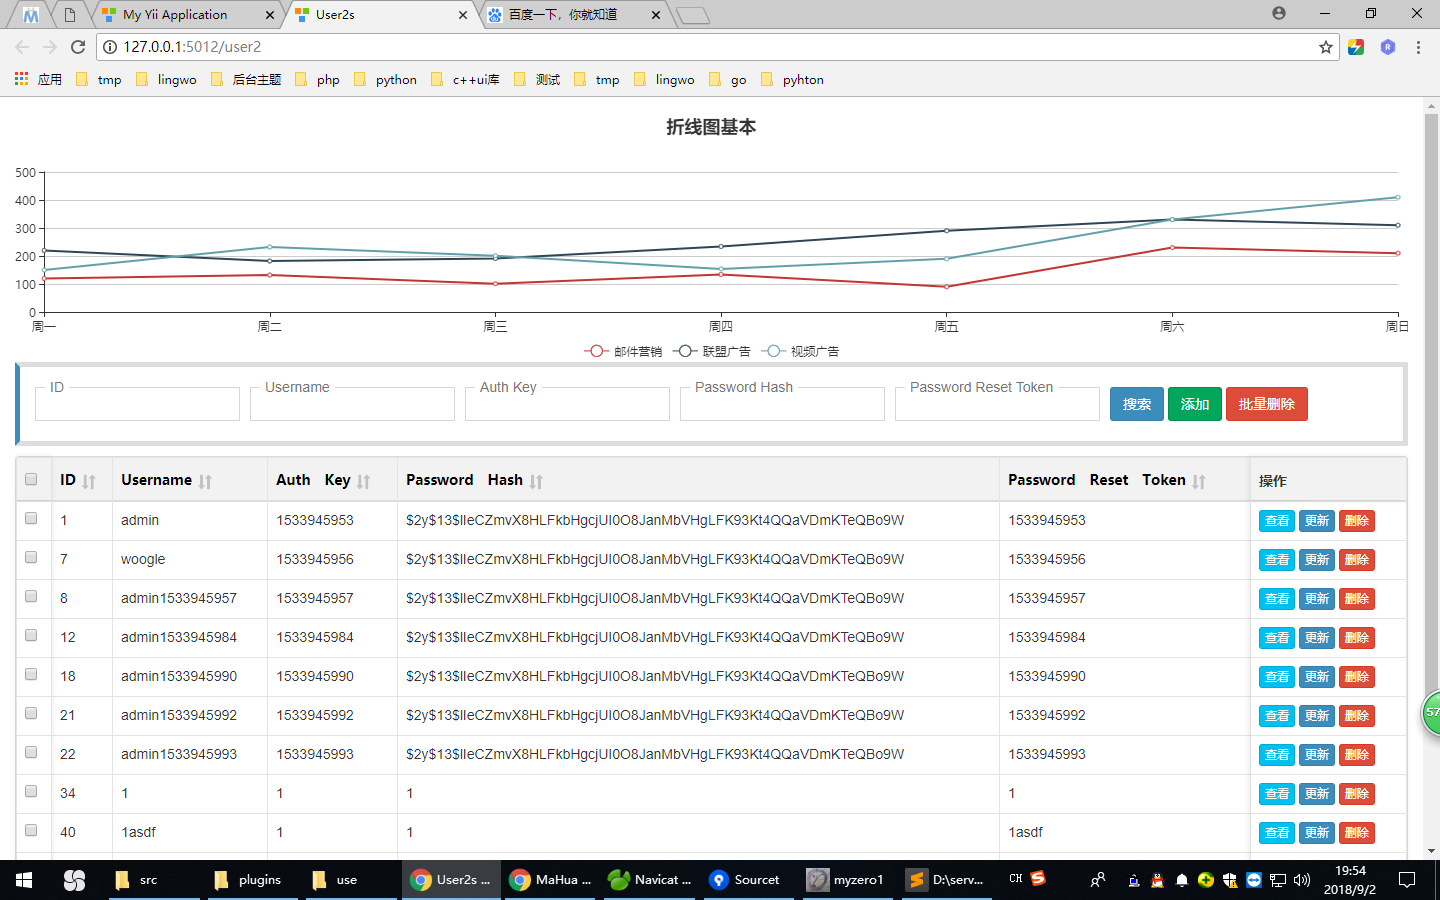 My Yii Application
User2s
百度一下，你就知道
127.0.0.1:5012/user2
应用 tmp lingwo 后台主题 php python c++ui库 测试 tmp lingwo go pyhton
折线图基本
500
400
300
200
100
0
周一 周二 周三 周四 周五 周六 周日
邮件营销 联盟广告 视频广告
ID Username Auth Key Password Hash Password Reset Token
搜索 添加 批量删除
ID Username Auth Key Password Hash Password Reset Token 操作
1 admin 1533945953 $2y$13$IIeCZmvX8HLFkbHgcjUI0O8JanMbVHgLFK93Kt4QQaVDmKTeQBo9W 1533945953 查看 更新 删除
7 woogle 1533945956 $2y$13$IIeCZmvX8HLFkbHgcjUI0O8JanMbVHgLFK93Kt4QQaVDmKTeQBo9W 1533945956 查看 更新 删除
8 admin1533945957 1533945957 $2y$13$IIeCZmvX8HLFkbHgcjUI0O8JanMbVHgLFK93Kt4QQaVDmKTeQBo9W 1533945957 查看 更新 删除
12 admin1533945984 1533945984 $2y$13$IIeCZmvX8HLFkbHgcjUI0O8JanMbVHgLFK93Kt4QQaVDmKTeQBo9W 1533945984 查看 更新 删除
18 admin1533945990 1533945990 $2y$13$IIeCZmvX8HLFkbHgcjUI0O8JanMbVHgLFK93Kt4QQaVDmKTeQBo9W 1533945990 查看 更新 删除
21 admin1533945992 1533945992 $2y$13$IIeCZmvX8HLFkbHgcjUI0O8JanMbVHgLFK93Kt4QQaVDmKTeQBo9W 1533945992 查看 更新 删除
22 admin1533945993 1533945993 $2y$13$IIeCZmvX8HLFkbHgcjUI0O8JanMbVHgLFK93Kt4QQaVDmKTeQBo9W 1533945993 查看 更新 删除
34 1 1 1 1 查看 更新 删除
40 1asdf 1 1 1asdf 查看 更新 删除
57
src plugins use User2s ... MaHua ... Navicat ... Sourcet myzero1 D:\serv... CH 19:54
2018/9/2